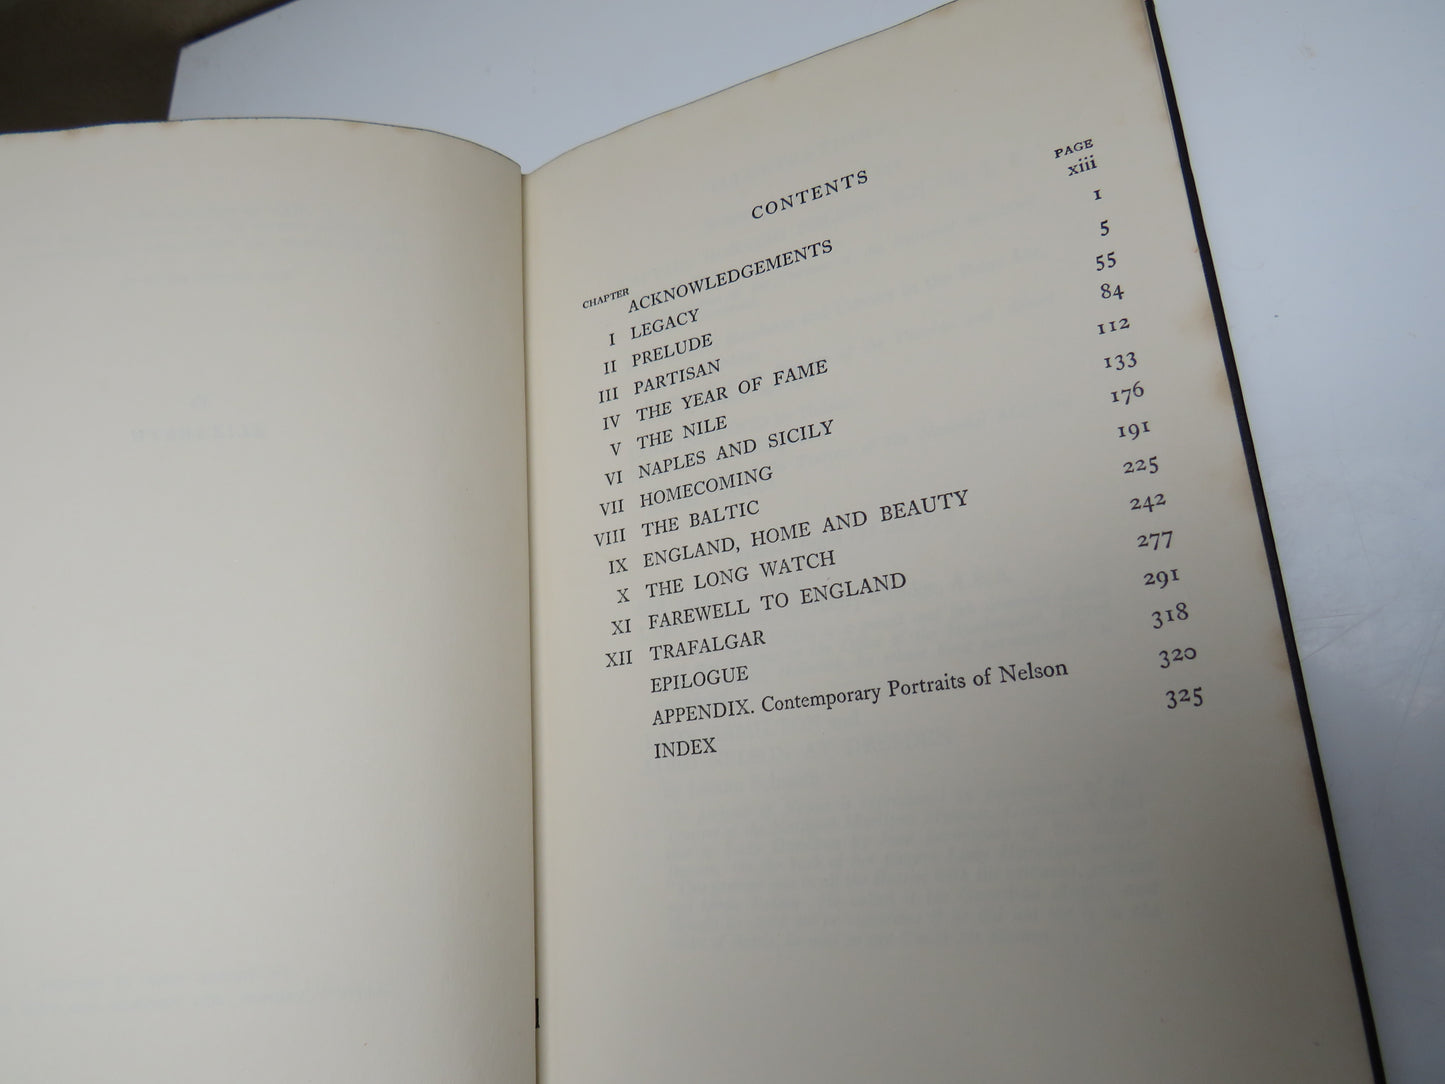 CONTENTS
PAGE
ACKNOWLEDGEMENTS xiii
CHAPTER
I LEGACY 1
II PRELUDE 5
III PARTISAN 55
IV THE YEAR OF FAME 84
V THE NILE 112
VI NAPLES AND SICILY 133
VII HOMECOMING 176
VIII THE BALTIC 191
IX ENGLAND, HOME AND BEAUTY 225
X THE LONG WATCH 242
XI FAREWELL TO ENGLAND 277
XII TRAFALGAR 291
EPILOGUE 318
APPENDIX. Contemporary Portraits of Nelson 320
INDEX 325